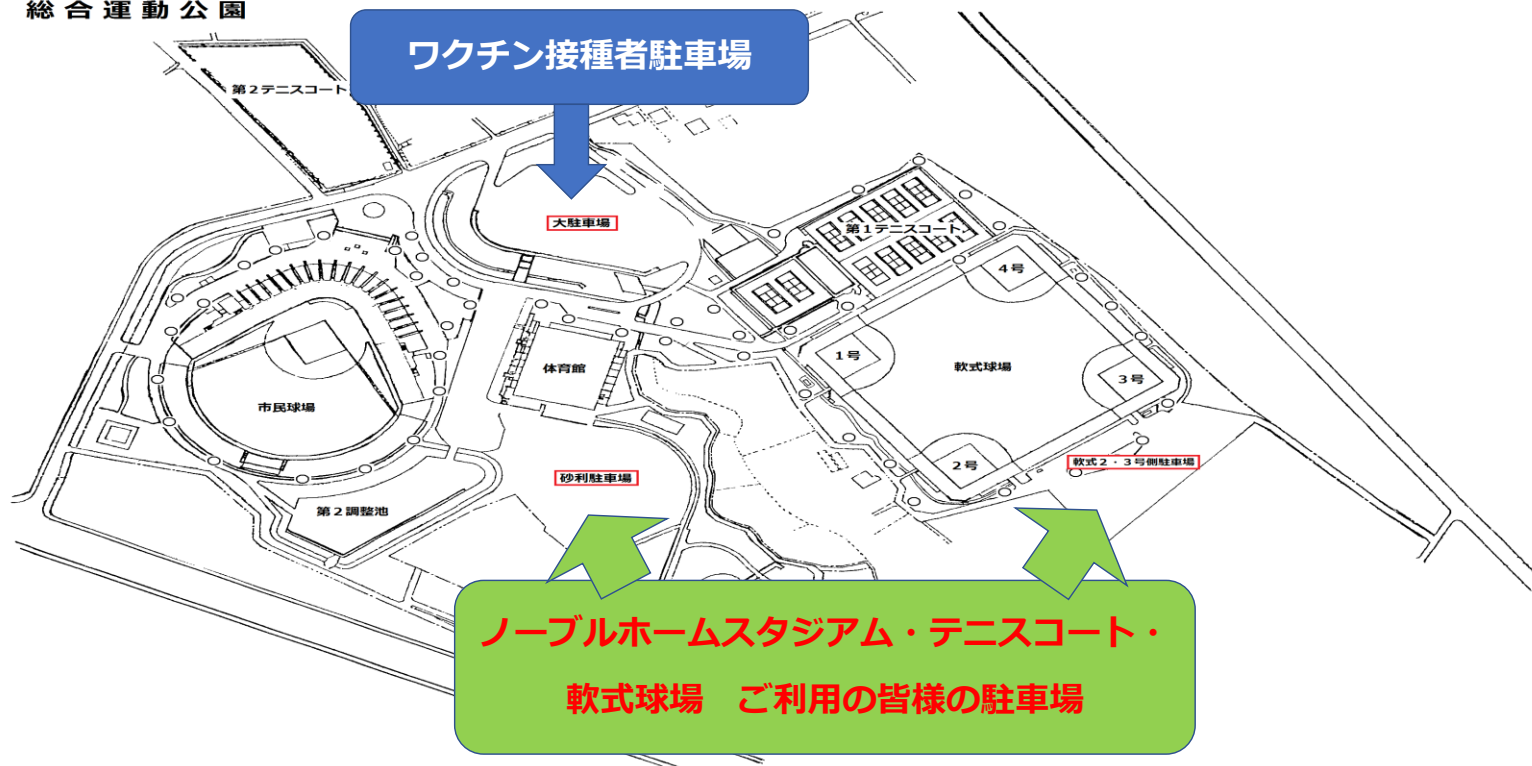 総合運動公園
ワクチン接種者駐車場
第2テニスコート
大駐車場
第1テニスコート
4号
1号
軟式球場
体育館
3号
市民球場
2号
軟式2・3号側駐車場
砂利駐車場
第2調整池
ノーブルホームスタジアム・テニスコート・
軟式球場　ご利用の皆様の駐車場